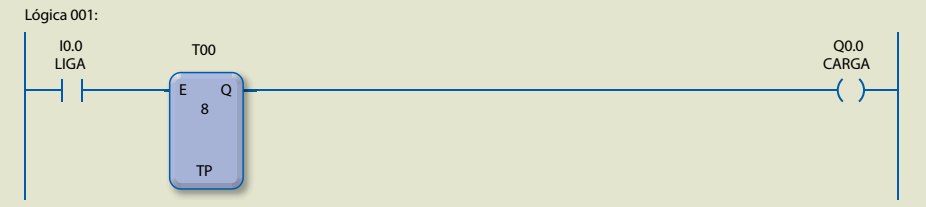 Lógica 001:
I0.0
LIGA
T00
Q0.0
CARGA
E Q
8
TP